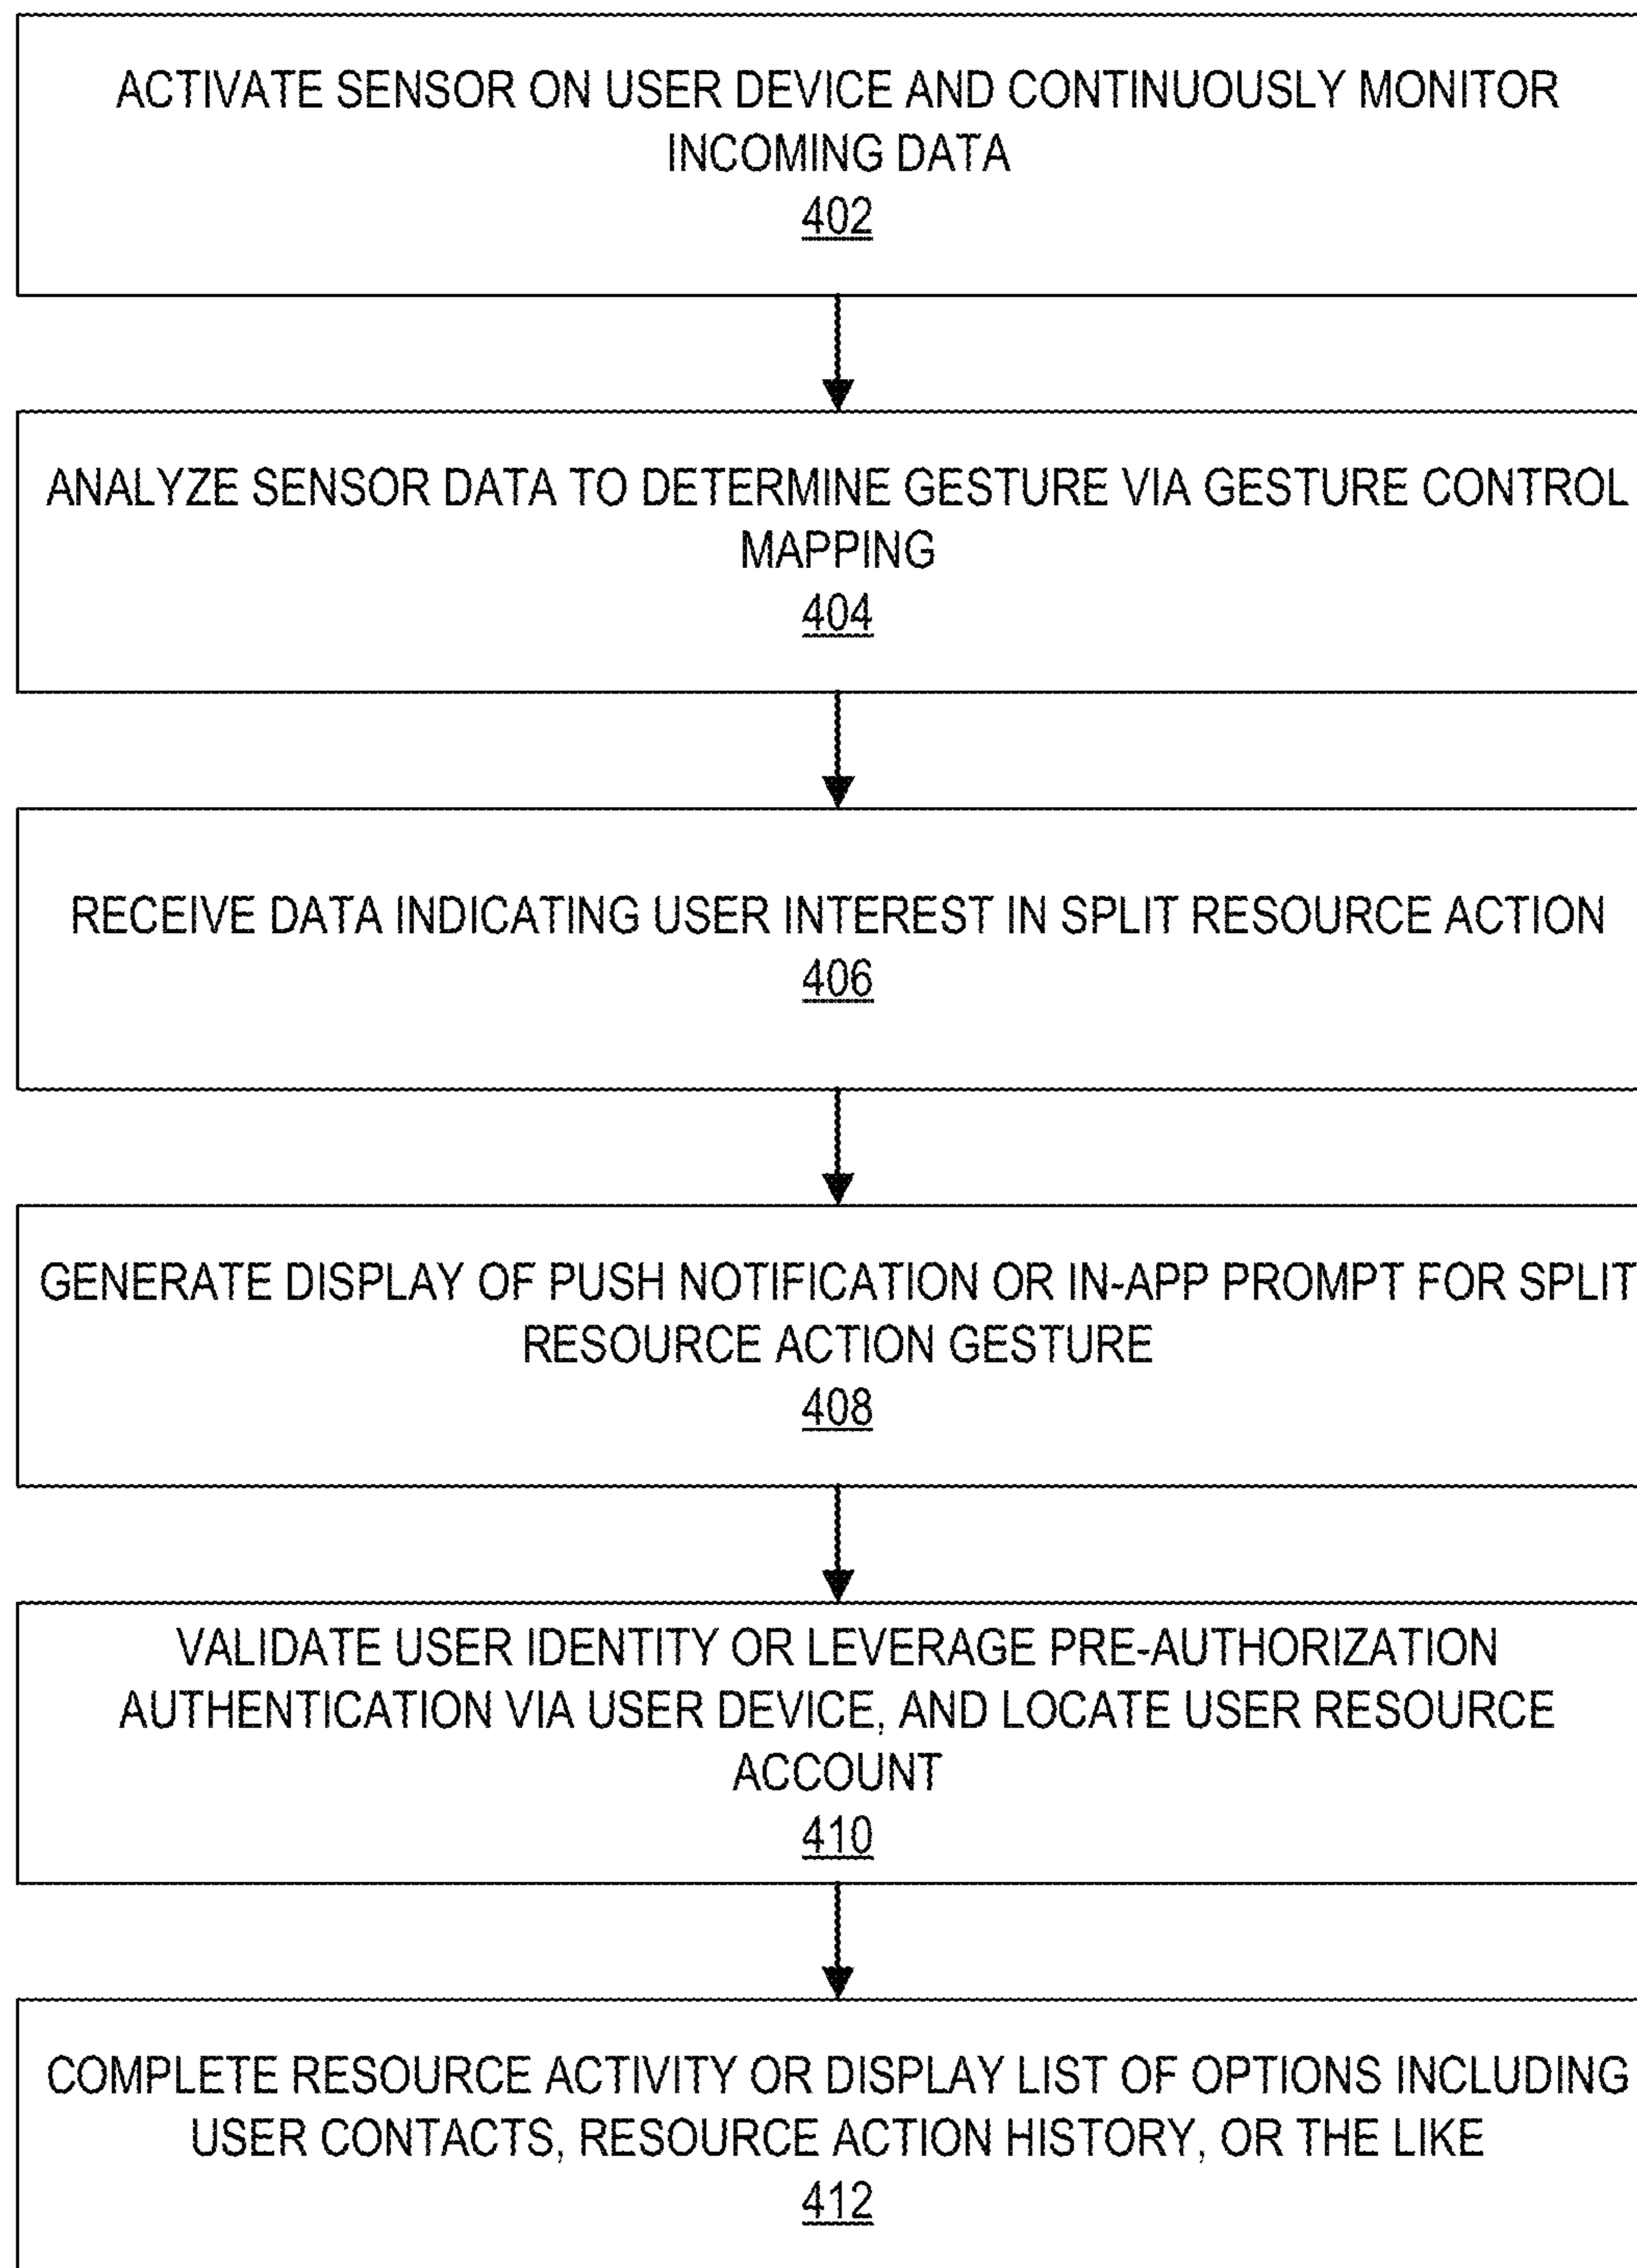 ACTIVATE SENSOR ON USER DEVICE AND CONTINUOUSLY MONITOR
INCOMING DATA
402
ANALYZE SENSOR DATA TO DETERMINE GESTURE VIA GESTURE CONTROL
MAPPING
404
RECEIVE DATA INDICATING USER INTEREST IN SPLIT RESOURCE ACTION
406
GENERATE DISPLAY OF PUSH NOTIFICATION OR IN-APP PROMPT FOR SPLIT
RESOURCE ACTION GESTURE
408
VALIDATE USER IDENTITY OR LEVERAGE PRE-AUTHORIZATION
AUTHENTICATION VIA USER DEVICE, AND LOCATE USER RESOURCE
ACCOUNT
410
COMPLETE RESOURCE ACTIVITY OR DISPLAY LIST OF OPTIONS INCLUDING
USER CONTACTS, RESOURCE ACTION HISTORY, OR THE LIKE
412